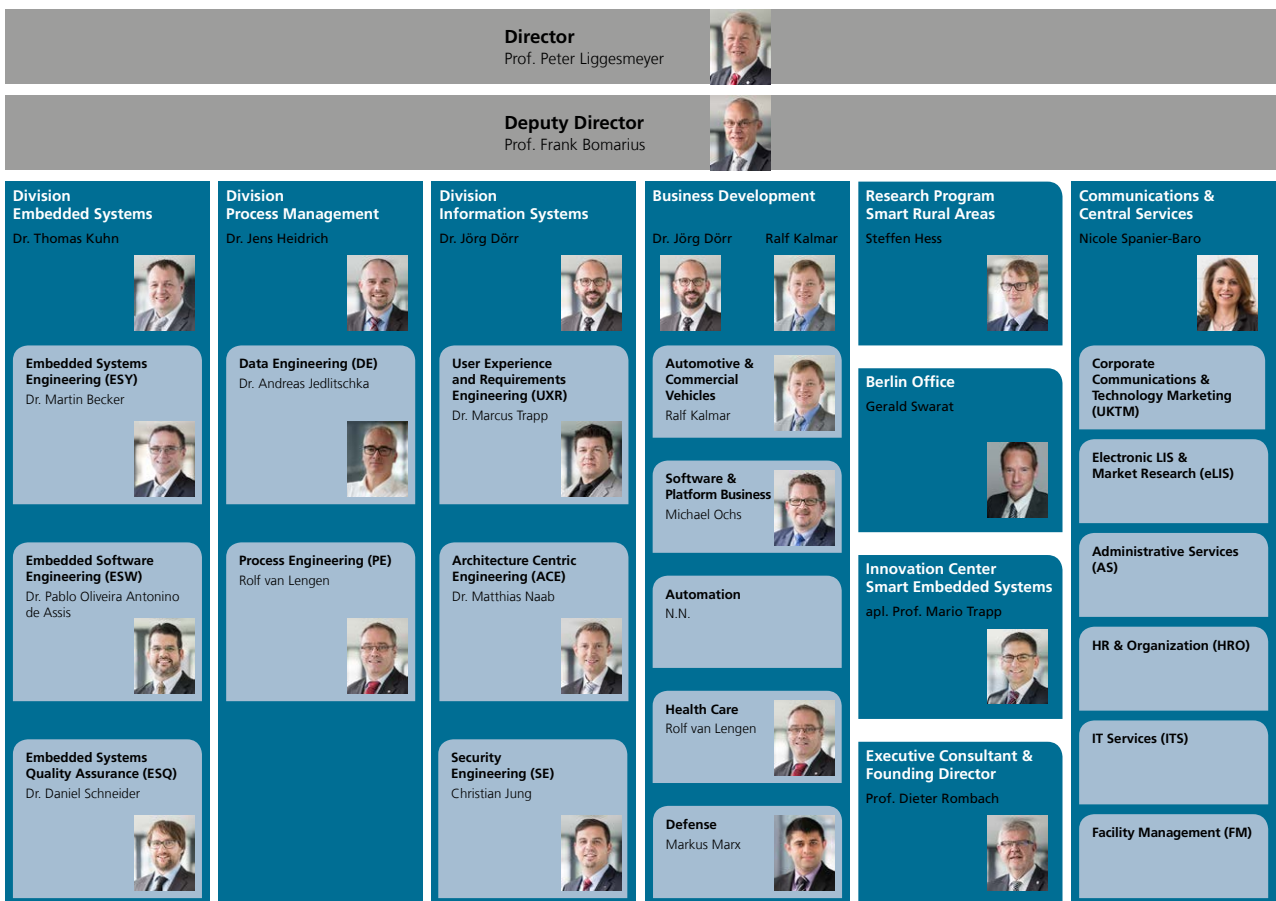 Director
Prof. Peter Liggesmeyer
Deputy Director
Prof. Frank Bomarius
Division
Embedded Systems
Dr. Thomas Kuhn
Embedded Systems
Engineering (ESY)
Dr. Martin Becker
Embedded Software
Engineering (ESW)
Dr. Pablo Oliveira Antonino
de Assis
Embedded Systems
Quality Assurance (ESQ)
Dr. Daniel Schneider
Division
Process Management
Dr. Jens Heidrich
Data Engineering (DE)
Dr. Andreas Jedlitschka
Process Engineering (PE)
Rolf van Lengen
Division
Information Systems
Dr. Jörg Dörr
User Experience
and Requirements
Engineering (UXR)
Dr. Marcus Trapp
Architecture Centric
Engineering (ACE)
Dr. Matthias Naab
Security
Engineering (SE)
Christian Jung
Business Development
Dr. Jörg Dörr Ralf Kalmar
Automotive &
Commercial
Vehicles
Ralf Kalmar
Software &
Platform Business
Michael Ochs
Automation
N.N.
Health Care
Rolf van Lengen
Defense
Markus Marx
Research Program
Smart Rural Areas
Steffen Hess
Berlin Office
Gerald Swarat
Innovation Center
Smart Embedded Systems
apl. Prof. Mario Trapp
Executive Consultant &
Founding Director
Prof. Dieter Rombach
Communications &
Central Services
Nicole Spanier-Baro
Corporate
Communications &
Technology Marketing
(UKTM)
Electronic LIS &
Market Research (eLIS)
Administrative Services
(AS)
HR & Organization (HRO)
IT Services (ITS)
Facility Management (FM)